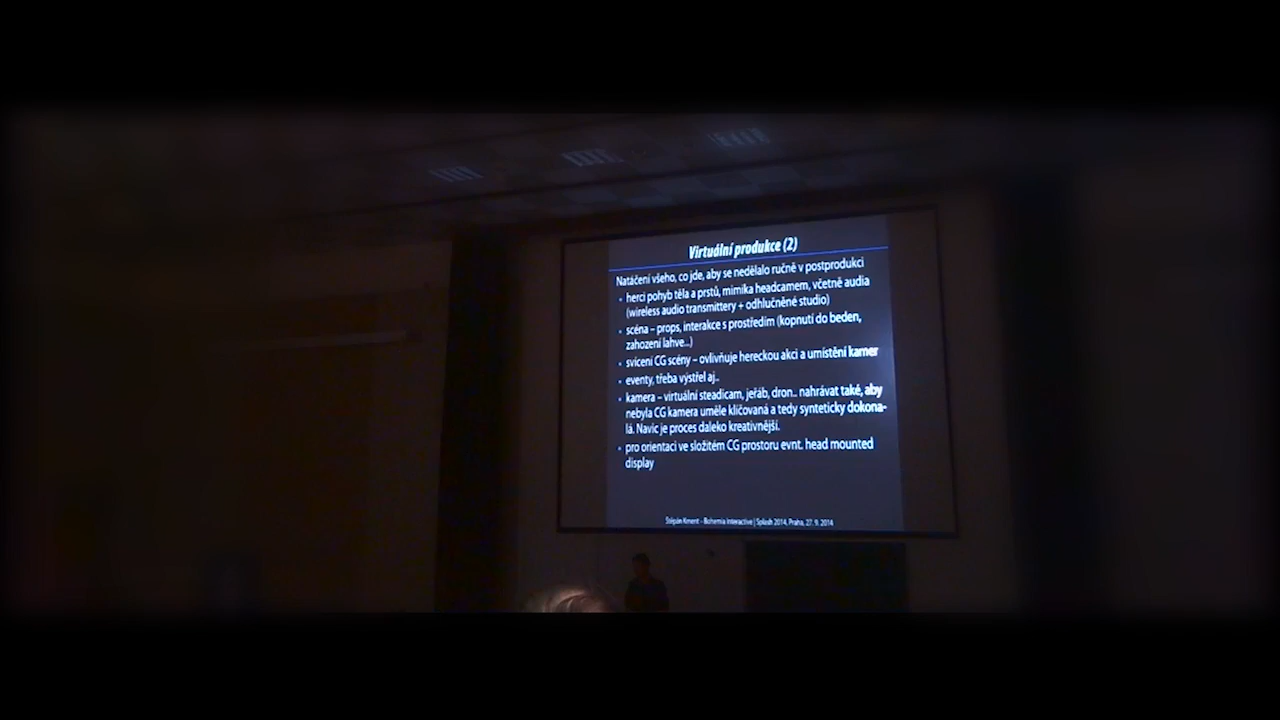 Virtuální produkce (2)
Natáčení všeho, co jde, aby se nedělalo ručně v postprodukci
• herci pohyb těla a prstů, mimika headcamem, včetně audia
(wireless audio transmittery + odhlučněné studio)
• scéna – props, interakce s prostředím (kopnutí do beden,
zahození lahve...)
• svícení CG scény – ovlivňuje hereckou akci a umístění kamer
• eventy, třeba výstřel aj..
• kamera – virtuální steadicam, jeřáb, dron.. nahrávat také, aby
nebyla CG kamera uměle klíčovaná a tedy synteticky dokona-
lá. Navíc je proces daleko kreativnější.
• pro orientaci ve složitém CG prostoru evnt. head mounted
display
Štěpán Kment – Bohemia Interactive | Splash 2014, Praha, 27. 9. 2014